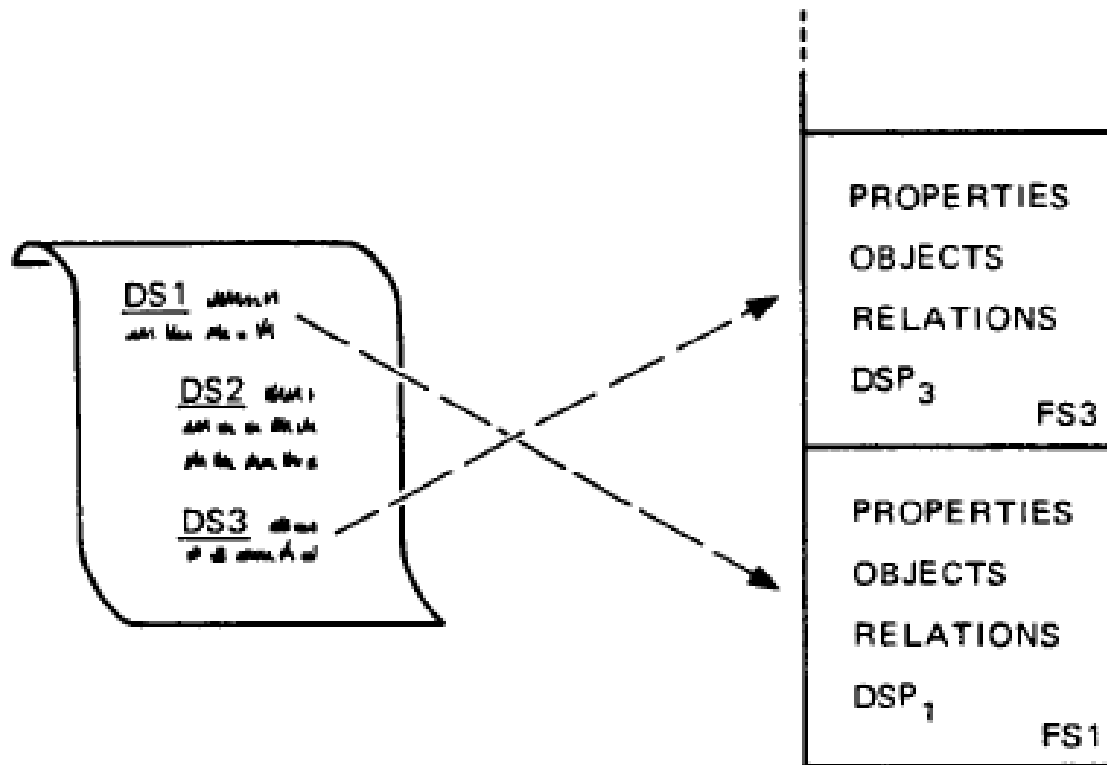 DS1
DS2
DS3
PROPERTIES
OBJECTS
RELATIONS
DSP₃
FS3
PROPERTIES
OBJECTS
RELATIONS
DSP₁
FS1